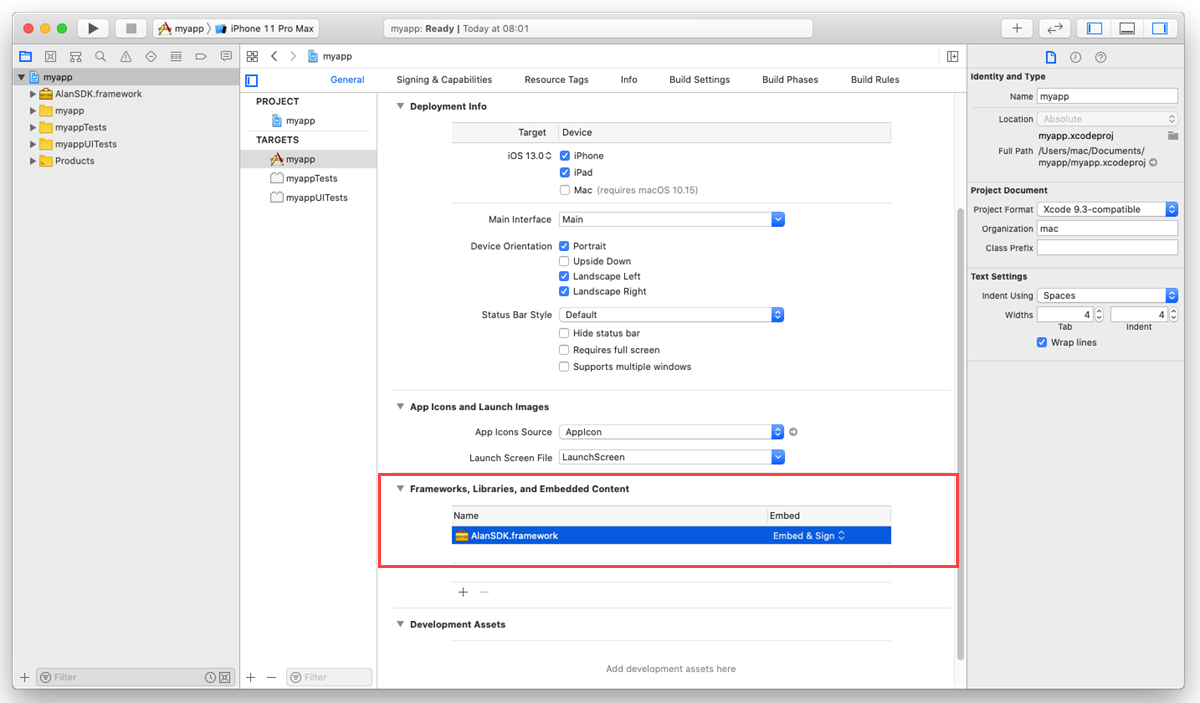 myapp iPhone 11 Pro Max
myapp: Ready | Today at 08:01
myapp
myapp
AlanSDK.framework
myapp
myappTests
myappUITests
Products
Filter
General Signing & Capabilities Resource Tags Info Build Settings Build Phases Build Rules
PROJECT
myapp
TARGETS
myapp
myappTests
myappUITests
Filter
Deployment Info
Target Device
iOS 13.0 iPhone
iPad
Mac (requires macOS 10.15)
Main Interface Main
Device Orientation Portrait
Upside Down
Landscape Left
Landscape Right
Status Bar Style Default
Hide status bar
Requires full screen
Supports multiple windows
App Icons and Launch Images
App Icons Source AppIcon
Launch Screen File LaunchScreen
Frameworks, Libraries, and Embedded Content
Name Embed
AlanSDK.framework Embed & Sign
Development Assets
Add development assets here
Identity and Type
Name myapp
Location Absolute
myapp.xcodeproj
Full Path /Users/mac/Documents/
myapp/myapp.xcodeproj
Project Document
Project Format Xcode 9.3-compatible
Organization mac
Class Prefix
Text Settings
Indent Using Spaces
Widths 4 4
Tab Indent
Wrap lines